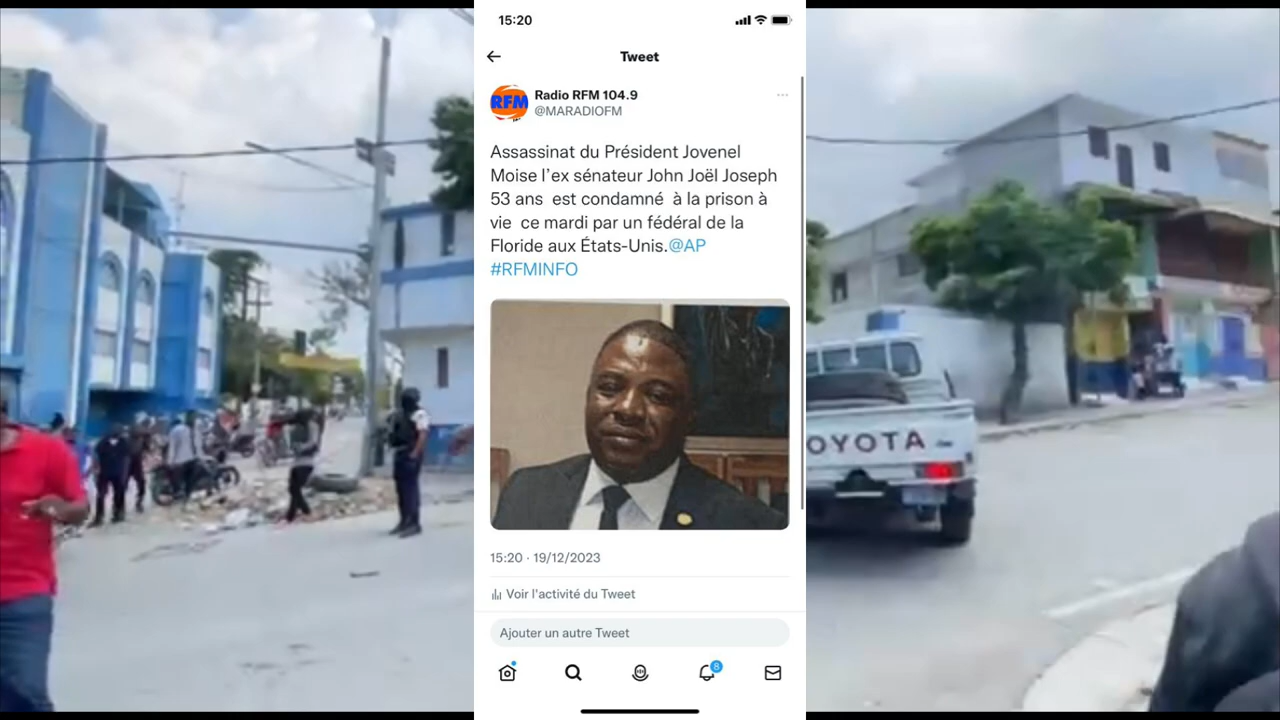 15:20
Tweet
RFM
Radio RFM 104.9
@MARADIOFM
Assassinat du Président Jovenel
Moise l'ex sénateur John Joël Joseph
53 ans est condamné à la prison à
vie ce mardi par un fédéral de la
Floride aux États-Unis.@AP
#RFMINFO
15:20 · 19/12/2023
Voir l'activité du Tweet
Ajouter un autre Tweet
8
OYOTA